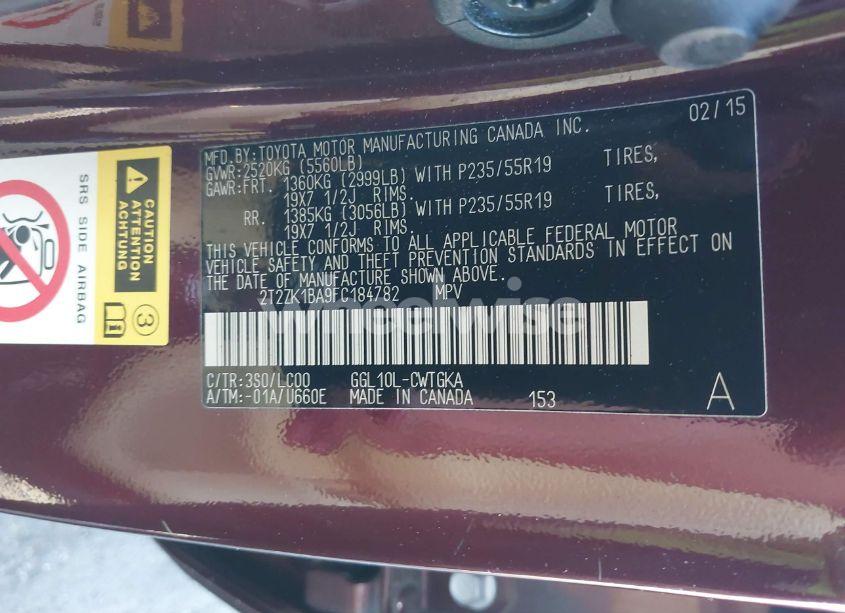 MFD.BY:TOYOTA MOTOR MANUFACTURING CANADA INC. 02/15
GVWR:2520KG (5560LB)
GAWR:FRT. 1360KG (2999LB) WITH P235/55R19 TIRES,
19X7 1/2J RIMS.
RR. 1385KG (3056LB) WITH P235/55R19 TIRES,
19X7 1/2J RIMS.
THIS VEHICLE CONFORMS TO ALL APPLICABLE FEDERAL MOTOR
VEHICLE SAFETY AND THEFT PREVENTION STANDARDS IN EFFECT ON
THE DATE OF MANUFACTURE SHOWN ABOVE.
2T2ZK1BA9FC184782 MPV
C/TR:3S0/LC00 GGL10L-CWTGKA
A/TM:-01A/U660E MADE IN CANADA 153 A
CAUTION
ATTENTION
ACHTUNG
SRS SIDE AIRBAG
3
Wheelwise